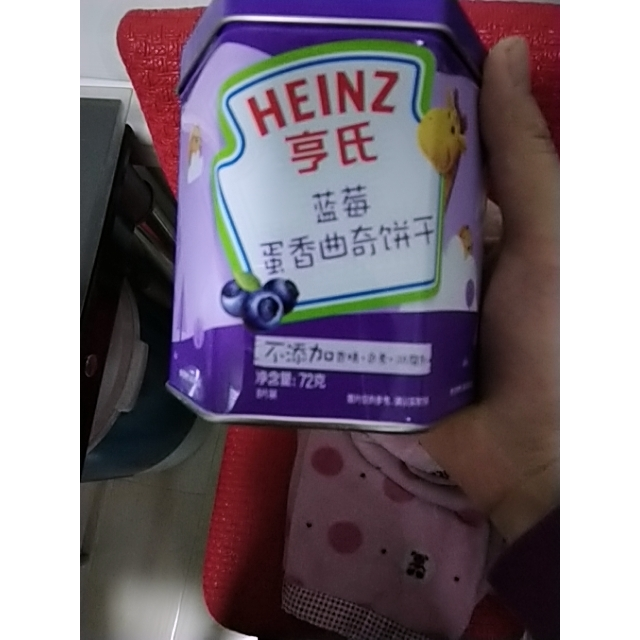 HEINZ
亨氏
蓝莓
蛋香曲奇饼干
不添加
净含量:72克